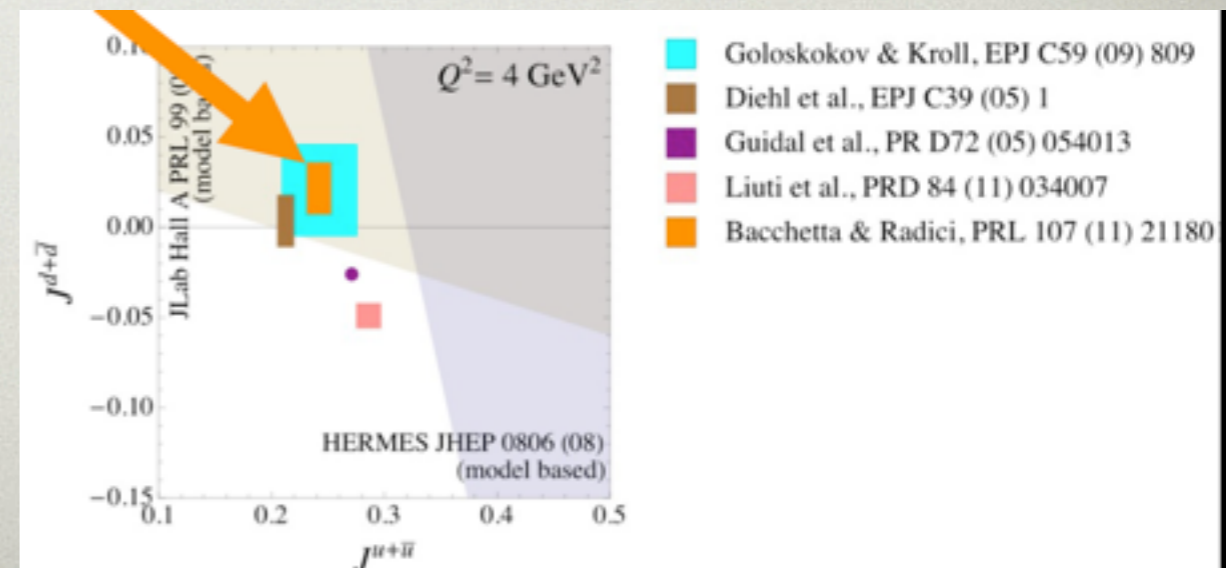 0.1
0.05
0.00
−0.05
−0.10
−0.15
0.1 0.2 0.3 0.4 0.5
J^{d+d̅}
J^{u+u̅}
Q²= 4 GeV²
JLab Hall A PRL 99
(model
HERMES JHEP 0806 (08)
(model based)
Goloskokov & Kroll, EPJ C59 (09) 809
Diehl et al., EPJ C39 (05) 1
Guidal et al., PR D72 (05) 054013
Liuti et al., PRD 84 (11) 034007
Bacchetta & Radici, PRL 107 (11) 21180